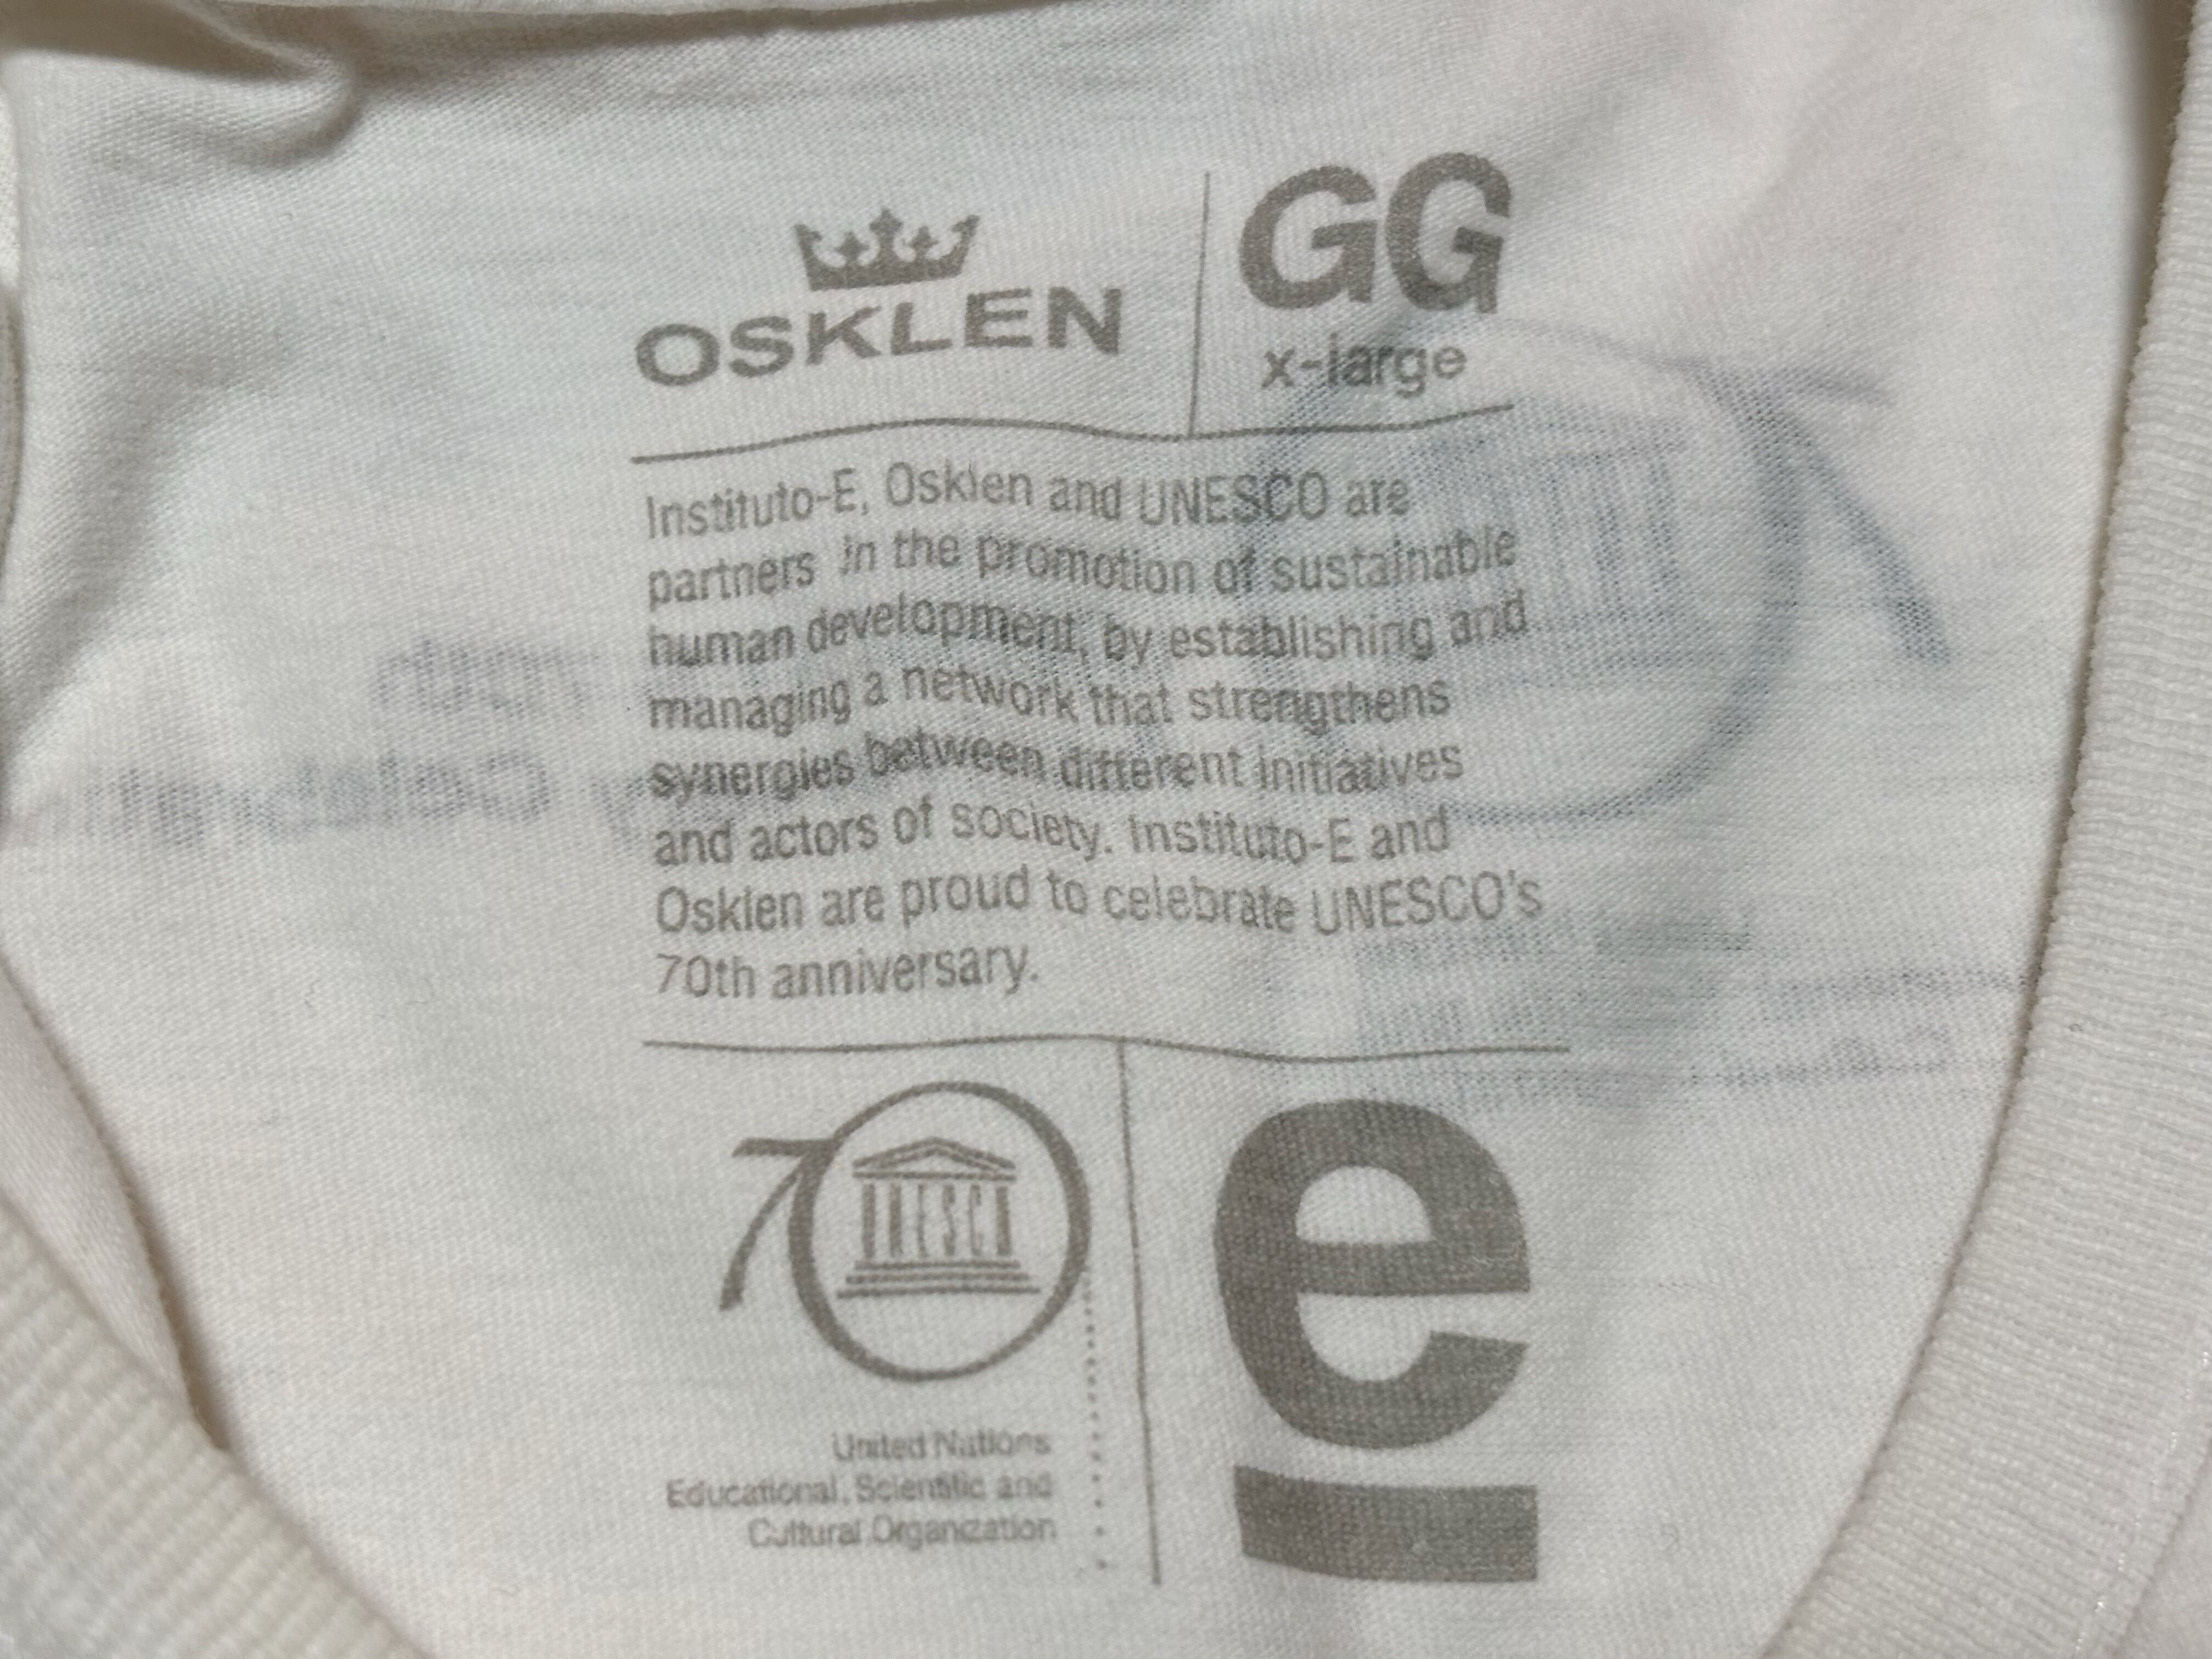 OSKLEN
GG
x-large
Instituto-E, Osklen and UNESCO are
partners in the promotion of sustainable
human development, by establishing and
managing a network that strengthens
synergies between different initiatives
and actors of society. Instituto-E and
Osklen are proud to celebrate UNESCO's
70th anniversary.
70
UNESCO
United Nations
Educational, Scientific and
Cultural Organization
e